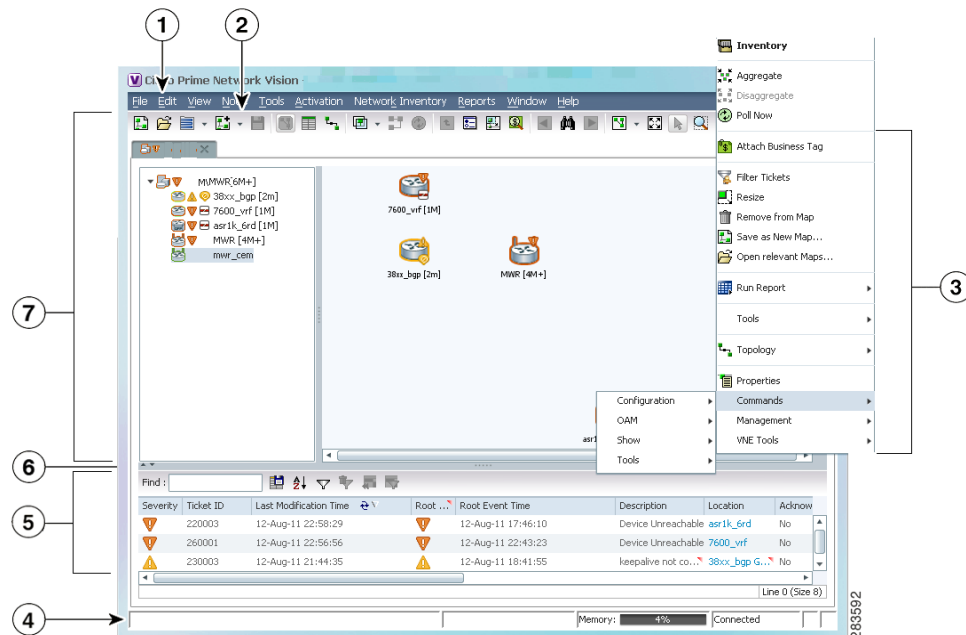 1
2
Cisco Prime Network Vision -
File Edit View Node Tools Activation Network Inventory Reports Window Help
M\MWR[6M+]
38xx_bgp [2m]
7600_vrf [1M]
asr1k_6rd [1M]
MWR [4M+]
mwr_cem
7600_vrf [1M]
38xx_bgp [2m]
MWR [4M+]
asr1
Inventory
Aggregate
Disaggregate
Poll Now
Attach Business Tag
Filter Tickets
Resize
Remove from Map
Save as New Map...
Open relevant Maps...
Run Report
Tools
Topology
Properties
Commands
Management
VNE Tools
Configuration
OAM
Show
Tools
3
7
6
5
4
Find :
Severity Ticket ID Last Modification Time Root ... Root Event Time Description Location Acknow
220003 12-Aug-11 22:58:29 12-Aug-11 17:46:10 Device Unreachable asr1k_6rd No
260001 12-Aug-11 22:56:56 12-Aug-11 22:43:23 Device Unreachable 7600_vrf No
230003 12-Aug-11 21:44:35 12-Aug-11 18:41:55 keepalive not co... 38xx_bgp G... No
Line 0 (Size 8)
Memory: 4% Connected
283592